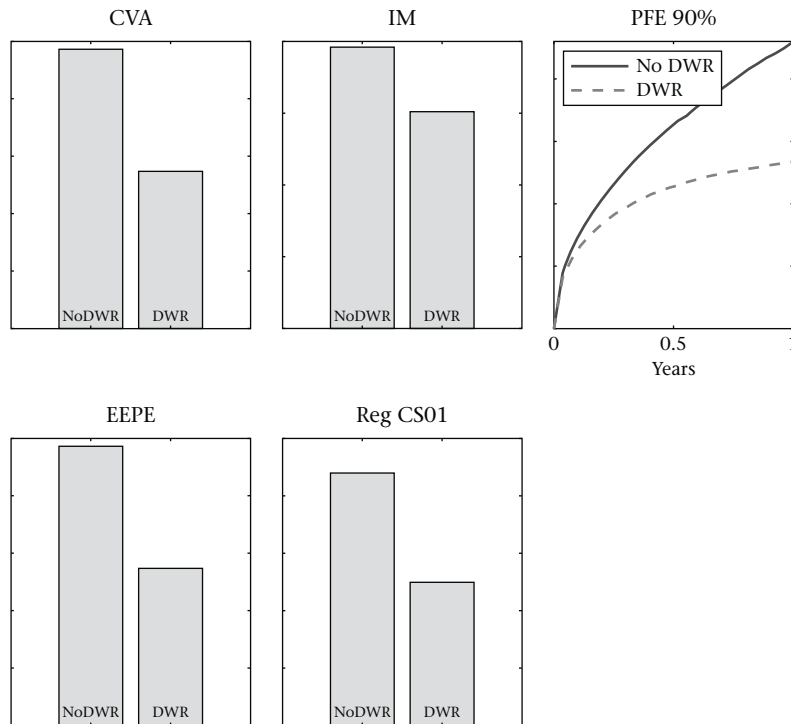 CVA
NoDWR
DWR
IM
NoDWR
DWR
PFE 90%
No DWR
DWR
0
0.5
1
Years
EEPE
NoDWR
DWR
Reg CS01
NoDWR
DWR